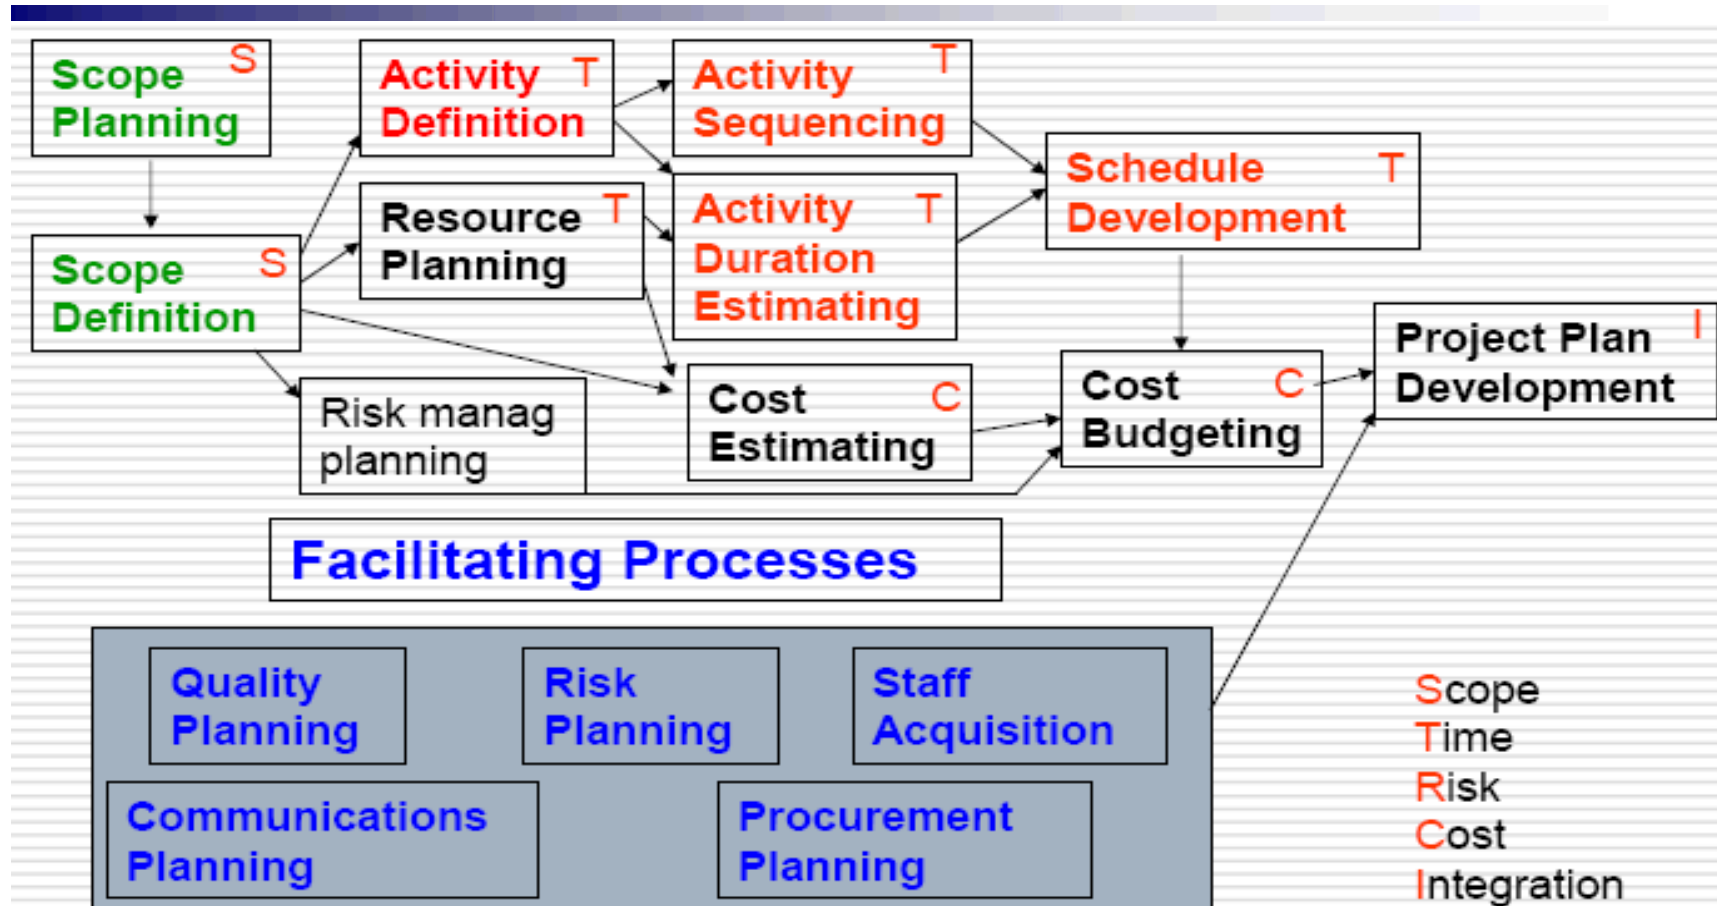 Scope S
Planning
Activity T
Definition
Activity T
Sequencing
Schedule T
Development
Resource T
Planning
Activity T
Duration
Estimating
Scope S
Definition
Project Plan I
Development
Risk manag
planning
Cost C
Estimating
Cost C
Budgeting
Facilitating Processes
Quality
Planning
Risk
Planning
Staff
Acquisition
Communications
Planning
Procurement
Planning
Scope
Time
Risk
Cost
Integration